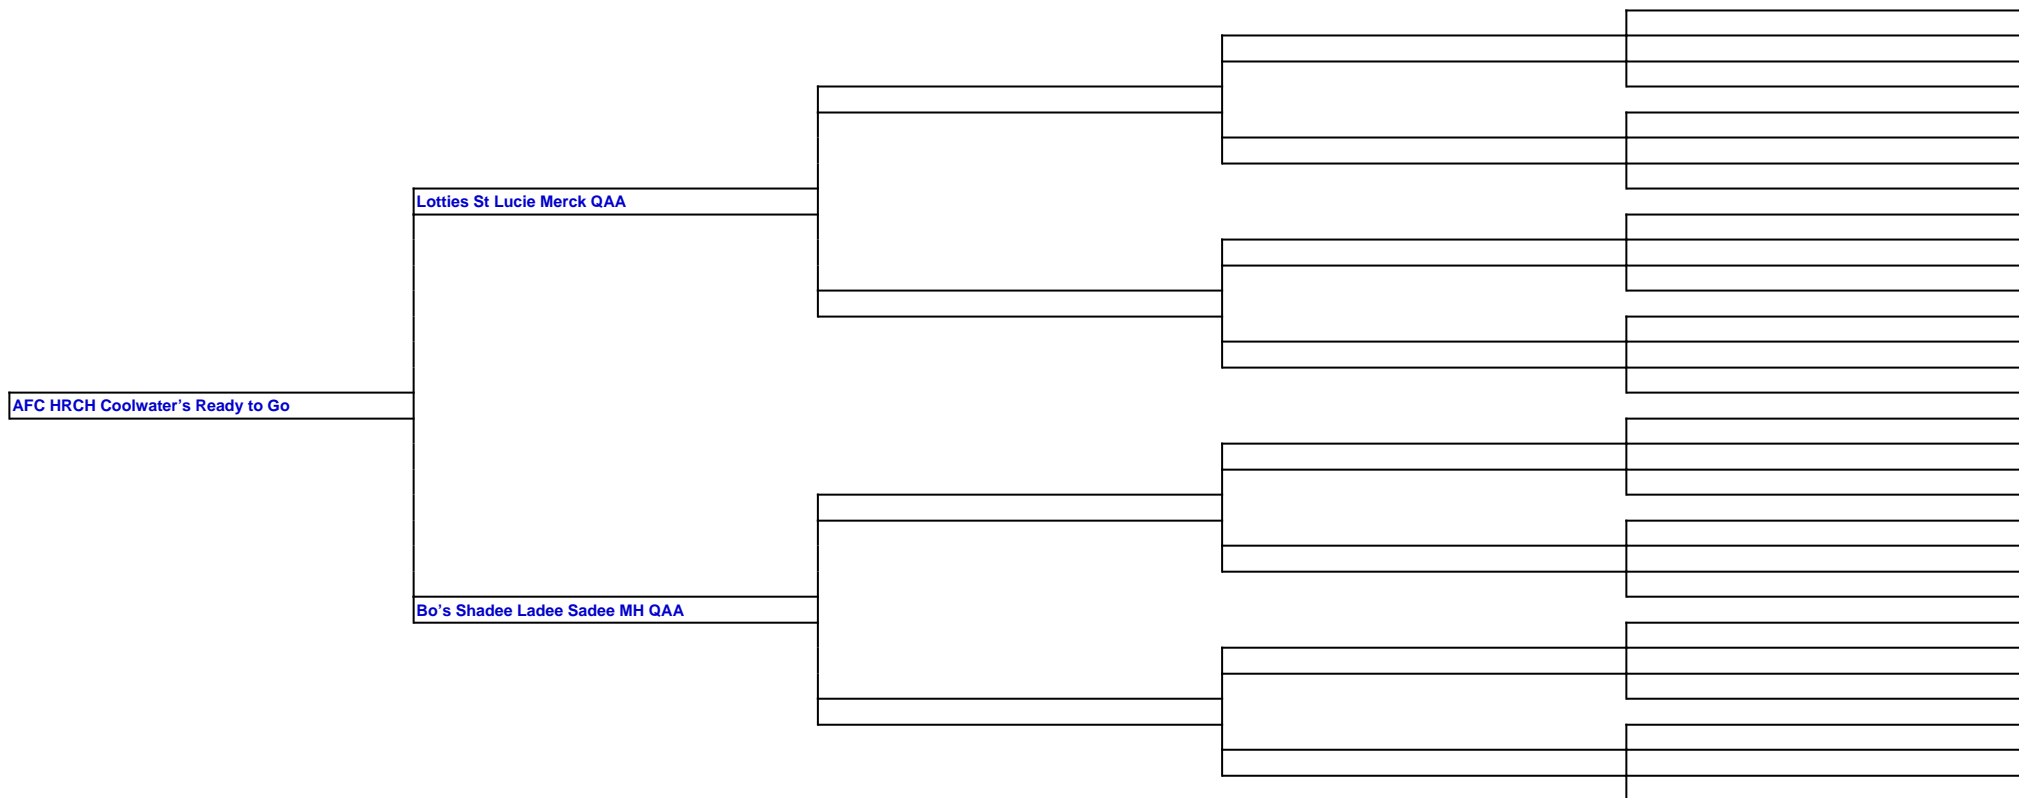 Lotties St Lucie Merck QAA
AFC HRCH Coolwater’s Ready to Go
Bo’s Shadee Ladee Sadee MH QAA